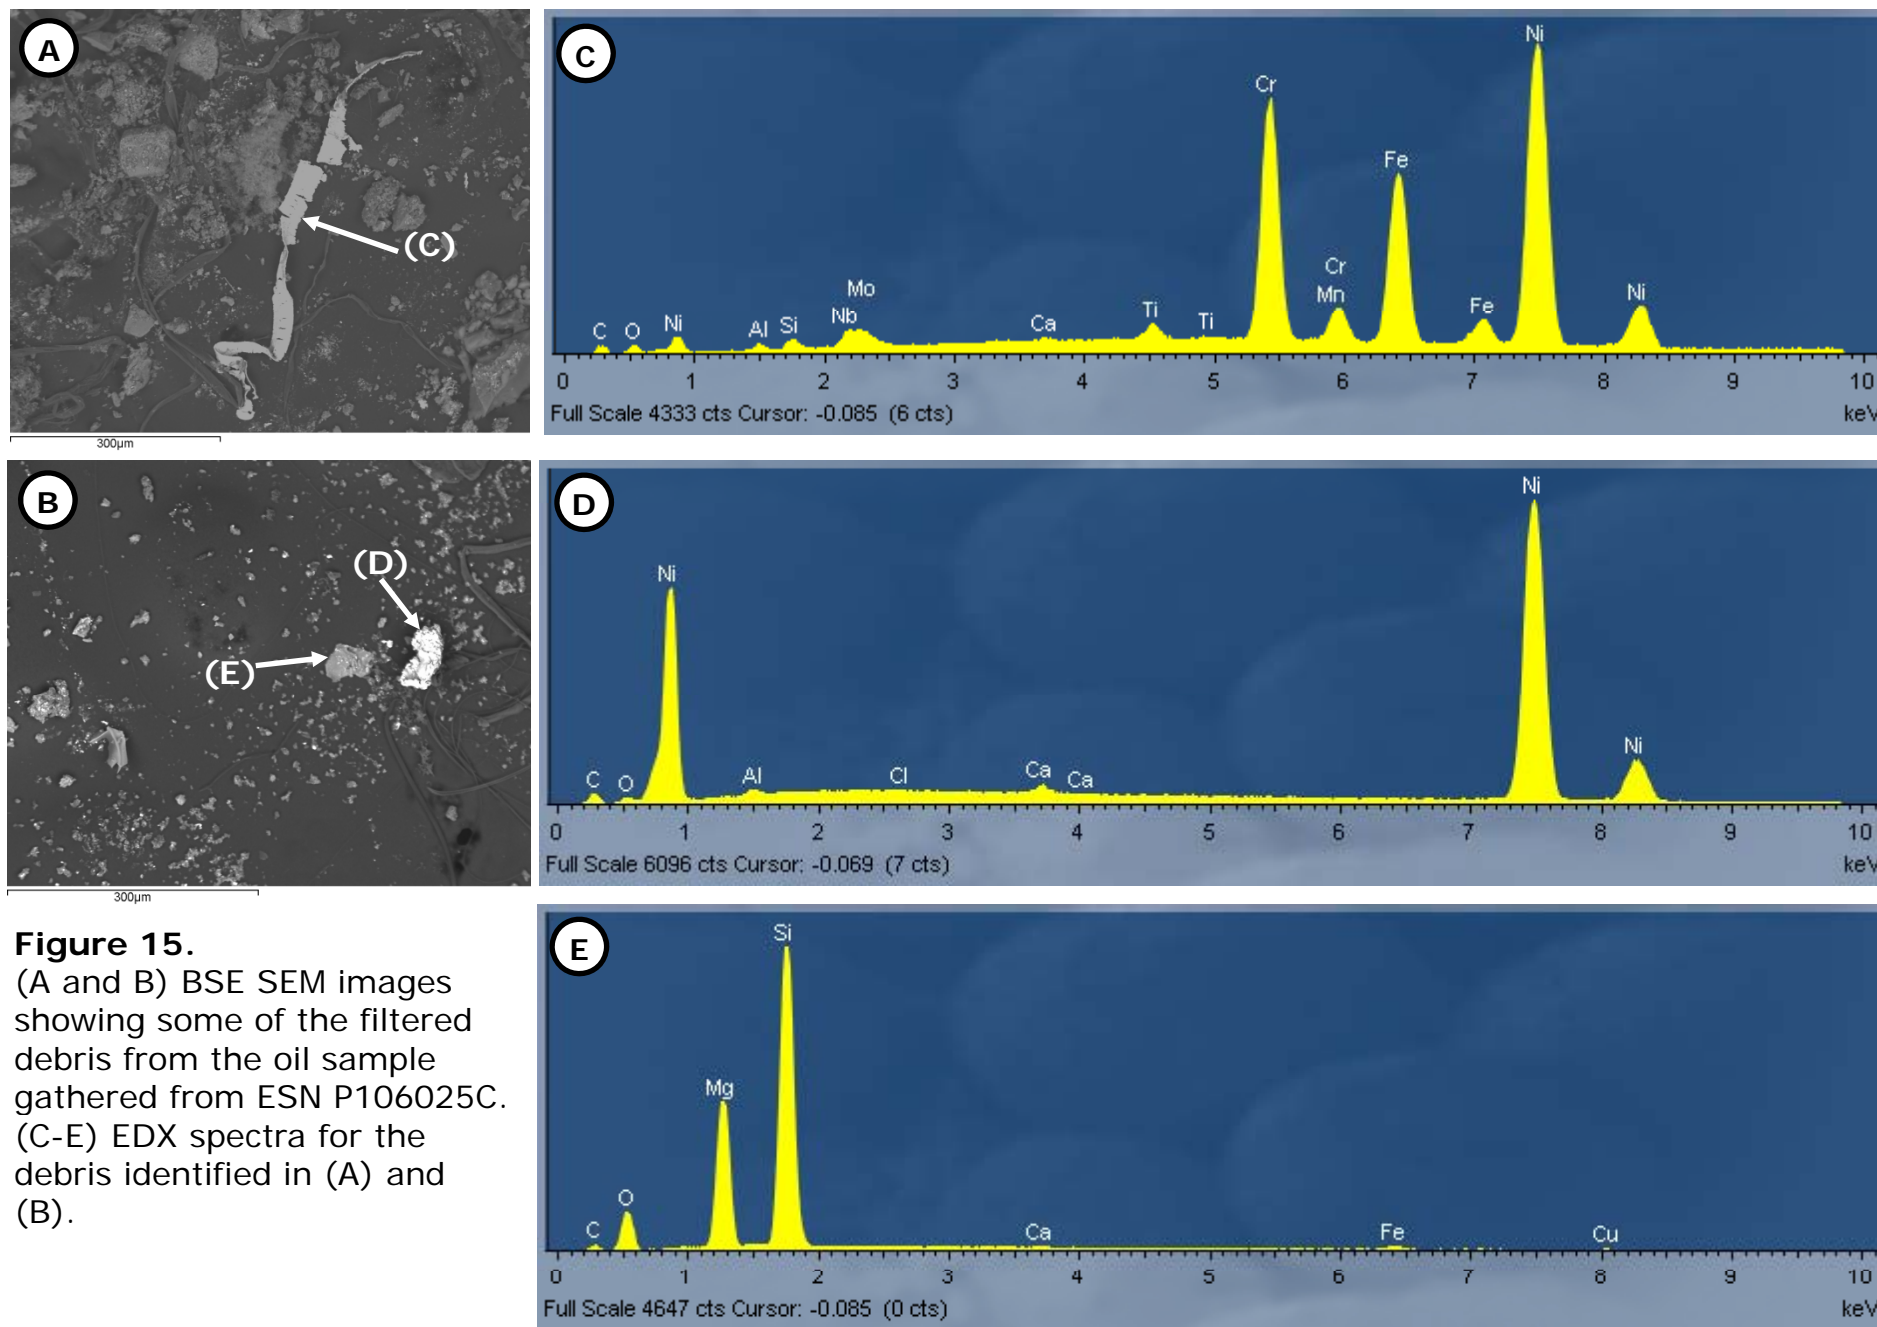 A
(C)
300µm
C
Ni
Cr
Fe
Cr
Mo
Mn
Nb
Ti
Ti
Fe
Ni
C O Ni Al Si
Ca
0 1 2 3 4 5 6 7 8 9 10
Full Scale 4333 cts Cursor: -0.085 (6 cts)
keV
B
(D)
(E)
300µm
D
Ni
Ni
Ni
C O Al Cl Ca Ca
0 1 2 3 4 5 6 7 8 9 10
Full Scale 6096 cts Cursor: -0.069 (7 cts)
keV
E
Si
Mg
O
C Ca Fe Cu
0 1 2 3 4 5 6 7 8 9 10
Full Scale 4647 cts Cursor: -0.085 (0 cts)
keV
Figure 15.
(A and B) BSE SEM images
showing some of the filtered
debris from the oil sample
gathered from ESN P106025C.
(C-E) EDX spectra for the
debris identified in (A) and
(B).